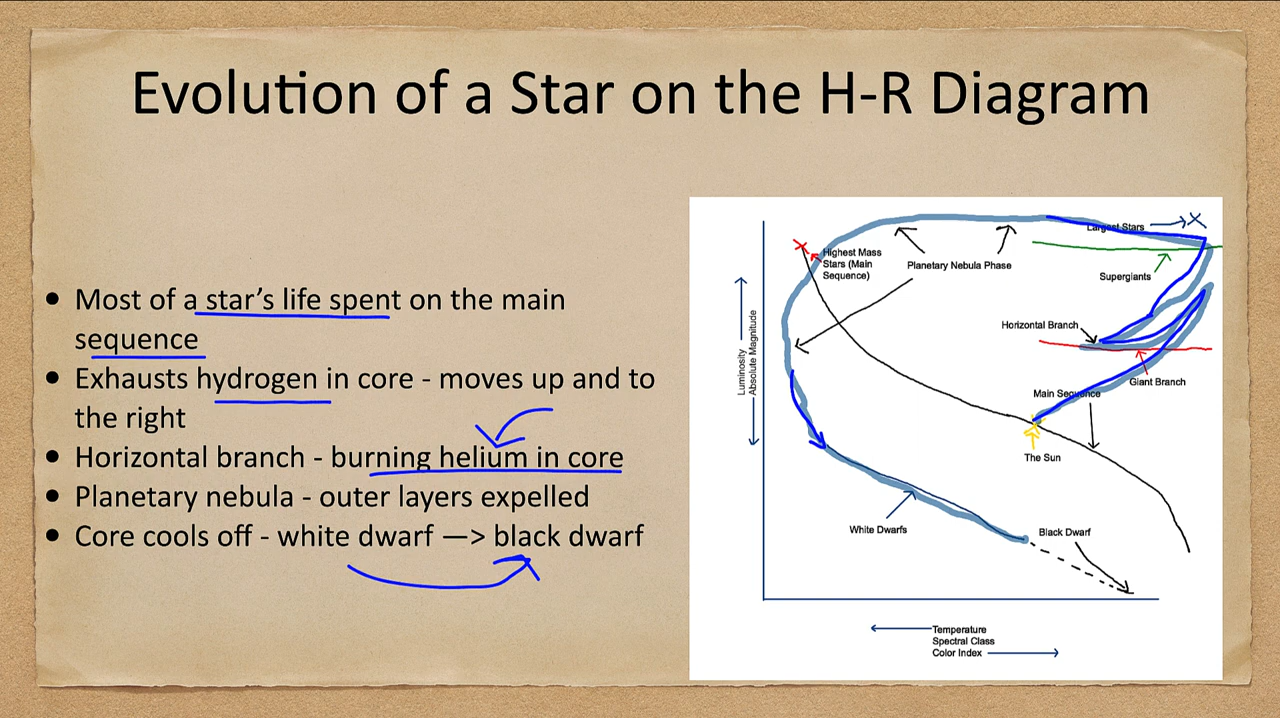 Evolution of a Star on the H-R Diagram
• Most of a star's life spent on the main
sequence
• Exhausts hydrogen in core - moves up and to
the right
• Horizontal branch - burning helium in core
• Planetary nebula - outer layers expelled
• Core cools off - white dwarf —> black dwarf
Largest Stars
Highest Mass
Stars (Main
Sequence)
Planetary Nebula Phase
Supergiants
Horizontal Branch
Giant Branch
Main Sequence
The Sun
White Dwarfs
Black Dwarf
Luminosity
Absolute Magnitude
Temperature
Spectral Class
Color Index